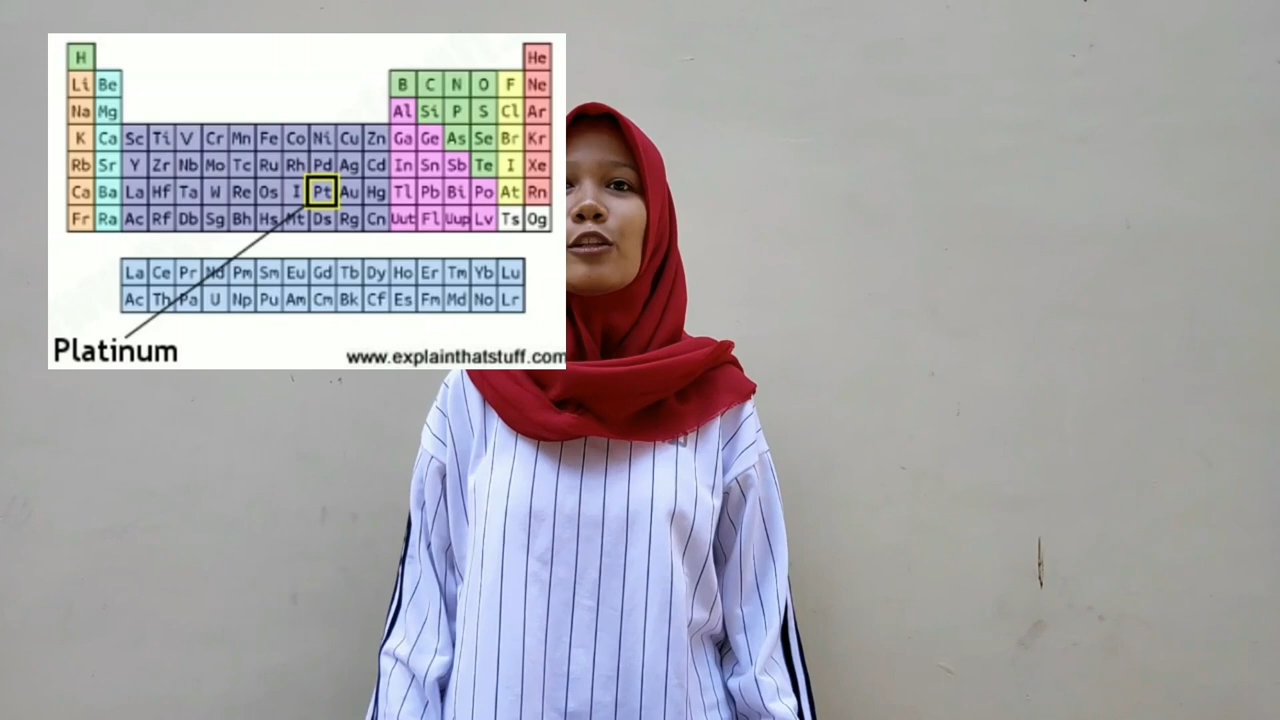 H He
Li Be B C N O F Ne
Na Mg Al Si P S Cl Ar
K Ca Sc Ti V Cr Mn Fe Co Ni Cu Zn Ga Ge As Se Br Kr
Rb Sr Y Zr Nb Mo Tc Ru Rh Pd Ag Cd In Sn Sb Te I Xe
Ca Ba La Hf Ta W Re Os I Pt Au Hg Tl Pb Bi Po At Rn
Fr Ra Ac Rf Db Sg Bh Hs Mt Ds Rg Cn Uut Fl Uup Lv Ts Og
La Ce Pr Nd Pm Sm Eu Gd Tb Dy Ho Er Tm Yb Lu
Ac Th Pa U Np Pu Am Cm Bk Cf Es Fm Md No Lr
Platinum
www.explainthatstuff.com